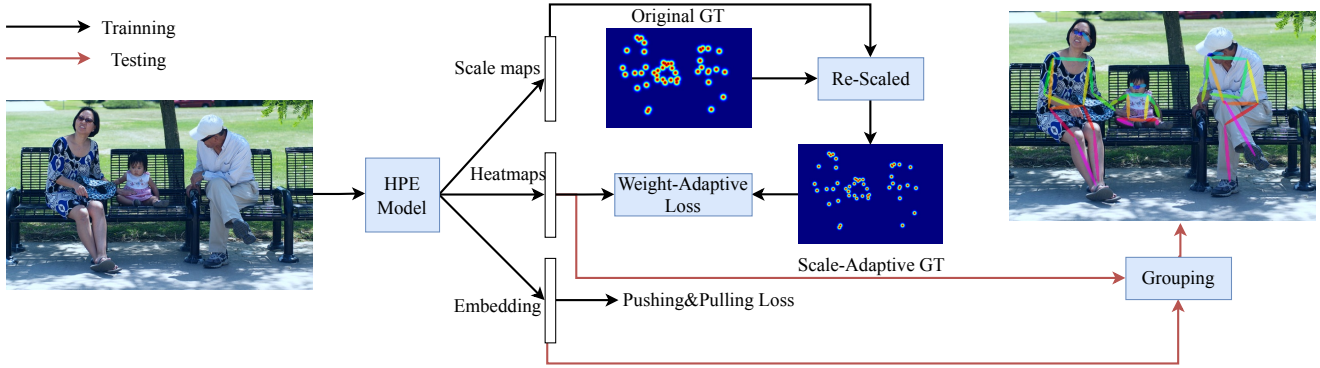 Trainning
Testing
Original GT
Scale maps
Re-Scaled
HPE
Model
Heatmaps
Weight-Adaptive
Loss
Scale-Adaptive GT
Grouping
Embedding
Pushing&Pulling Loss